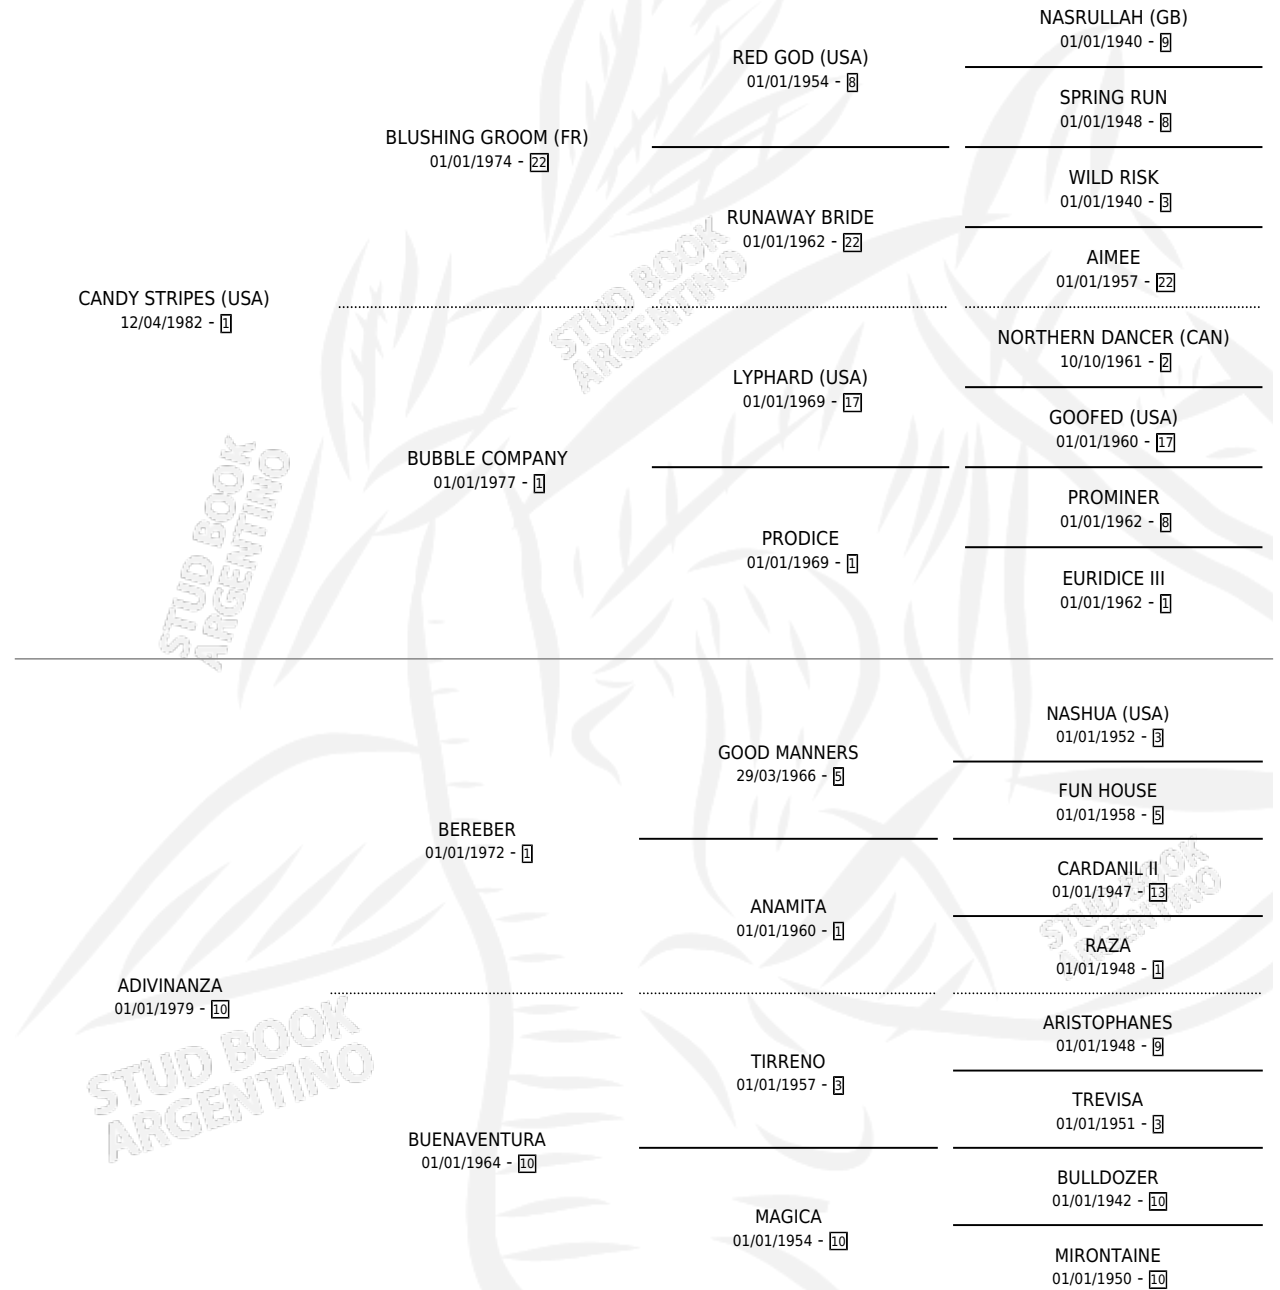 NASRULLAH (GB)
01/01/1940 - 9
RED GOD (USA)
01/01/1954 - 8
SPRING RUN
01/01/1948 - 8
BLUSHING GROOM (FR)
01/01/1974 - 22
WILD RISK
01/01/1940 - 3
RUNAWAY BRIDE
01/01/1962 - 22
AIMEE
01/01/1957 - 22
CANDY STRIPES (USA)
12/04/1982 - 1
NORTHERN DANCER (CAN)
10/10/1961 - 2
LYPHARD (USA)
01/01/1969 - 17
GOOFED (USA)
01/01/1960 - 17
BUBBLE COMPANY
01/01/1977 - 1
PROMINER
01/01/1962 - 8
PRODICE
01/01/1969 - 1
EURIDICE III
01/01/1962 - 1
STUD BOOK
ARGENTINO
STUD BOOK
ARGENTINO
NASHUA (USA)
01/01/1952 - 3
GOOD MANNERS
29/03/1966 - 5
FUN HOUSE
01/01/1958 - 5
BEREBER
01/01/1972 - 1
CARDANIL II
01/01/1947 - 13
ANAMITA
01/01/1960 - 1
RAZA
01/01/1948 - 1
STUD BOOK
ARGENTINO
ADIVINANZA
01/01/1979 - 10
ARISTOPHANES
01/01/1948 - 9
TIRRENO
01/01/1957 - 3
TREVISA
01/01/1951 - 3
STUD BOOK
ARGENTINO
BUENAVENTURA
01/01/1964 - 10
BULLDOZER
01/01/1942 - 10
MAGICA
01/01/1954 - 10
MIRONTAINE
01/01/1950 - 10